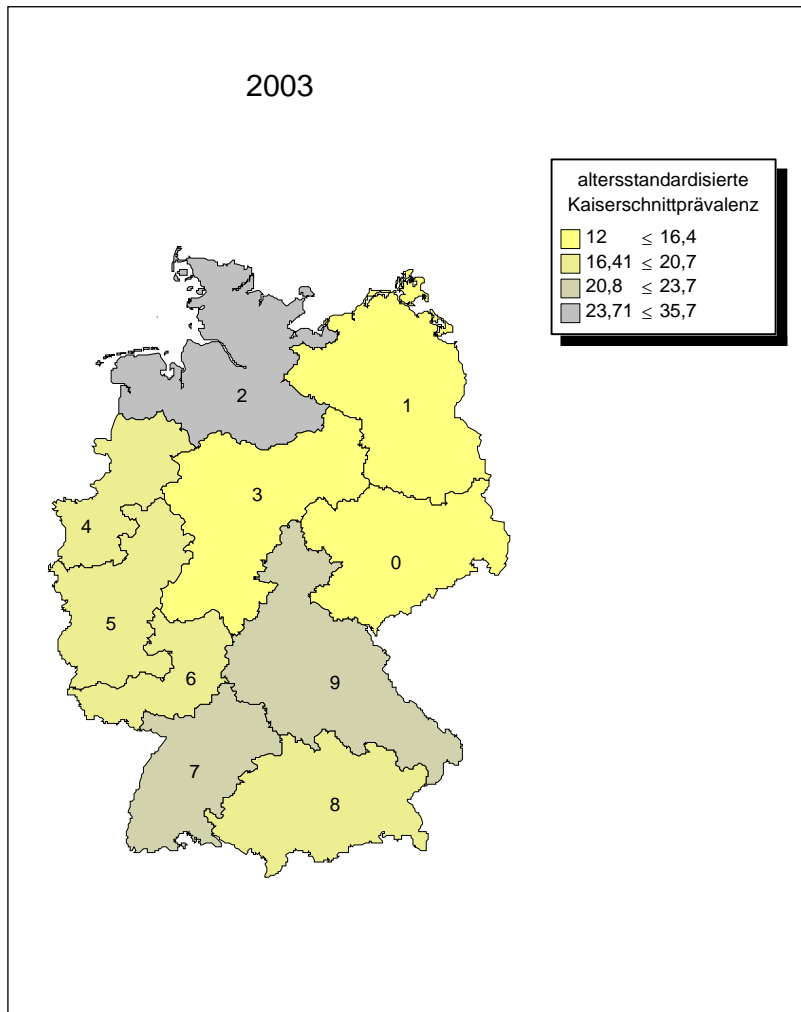 2003
altersstandardisierte
Kaiserschnittprävalenz
12 ≤ 16,4
16,41 ≤ 20,7
20,8 ≤ 23,7
23,71 ≤ 35,7
1
2
3
4
0
5
6
9
7
8